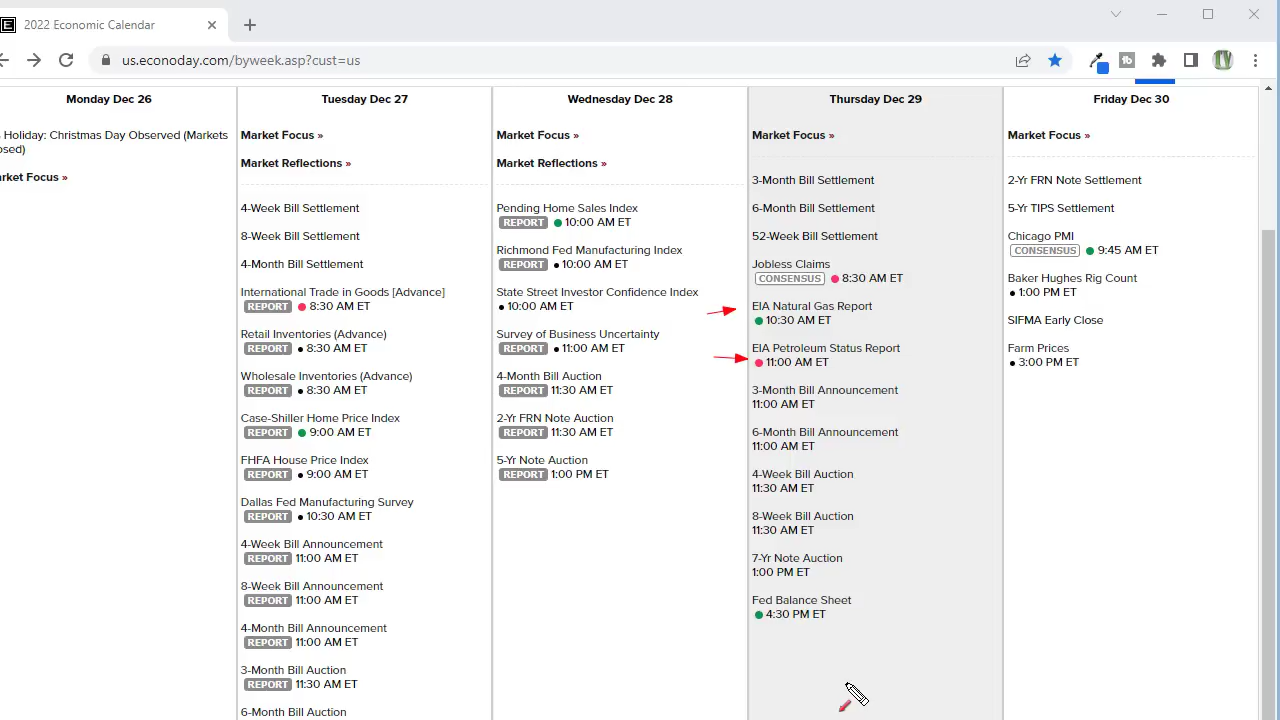 2022 Economic Calendar
us.econoday.com/byweek.asp?cust=us
Monday Dec 26
Holiday: Christmas Day Observed (Markets
osed)
rket Focus »
Tuesday Dec 27
Market Focus »
Market Reflections »
4-Week Bill Settlement
8-Week Bill Settlement
4-Month Bill Settlement
International Trade in Goods [Advance]
REPORT 8:30 AM ET
Retail Inventories (Advance)
REPORT 8:30 AM ET
Wholesale Inventories (Advance)
REPORT 8:30 AM ET
Case-Shiller Home Price Index
REPORT 9:00 AM ET
FHFA House Price Index
REPORT 9:00 AM ET
Dallas Fed Manufacturing Survey
REPORT 10:30 AM ET
4-Week Bill Announcement
REPORT 11:00 AM ET
8-Week Bill Announcement
REPORT 11:00 AM ET
4-Month Bill Announcement
REPORT 11:00 AM ET
3-Month Bill Auction
REPORT 11:30 AM ET
6-Month Bill Auction
Wednesday Dec 28
Market Focus »
Market Reflections »
Pending Home Sales Index
REPORT 10:00 AM ET
Richmond Fed Manufacturing Index
REPORT 10:00 AM ET
State Street Investor Confidence Index
10:00 AM ET
Survey of Business Uncertainty
REPORT 11:00 AM ET
4-Month Bill Auction
REPORT 11:30 AM ET
2-Yr FRN Note Auction
REPORT 11:30 AM ET
5-Yr Note Auction
REPORT 1:00 PM ET
Thursday Dec 29
Market Focus »
3-Month Bill Settlement
6-Month Bill Settlement
52-Week Bill Settlement
Jobless Claims
CONSENSUS 8:30 AM ET
EIA Natural Gas Report
10:30 AM ET
EIA Petroleum Status Report
11:00 AM ET
3-Month Bill Announcement
11:00 AM ET
6-Month Bill Announcement
11:00 AM ET
4-Week Bill Auction
11:30 AM ET
8-Week Bill Auction
11:30 AM ET
7-Yr Note Auction
1:00 PM ET
Fed Balance Sheet
4:30 PM ET
Friday Dec 30
Market Focus »
2-Yr FRN Note Settlement
5-Yr TIPS Settlement
Chicago PMI
CONSENSUS 9:45 AM ET
Baker Hughes Rig Count
1:00 PM ET
SIFMA Early Close
Farm Prices
3:00 PM ET